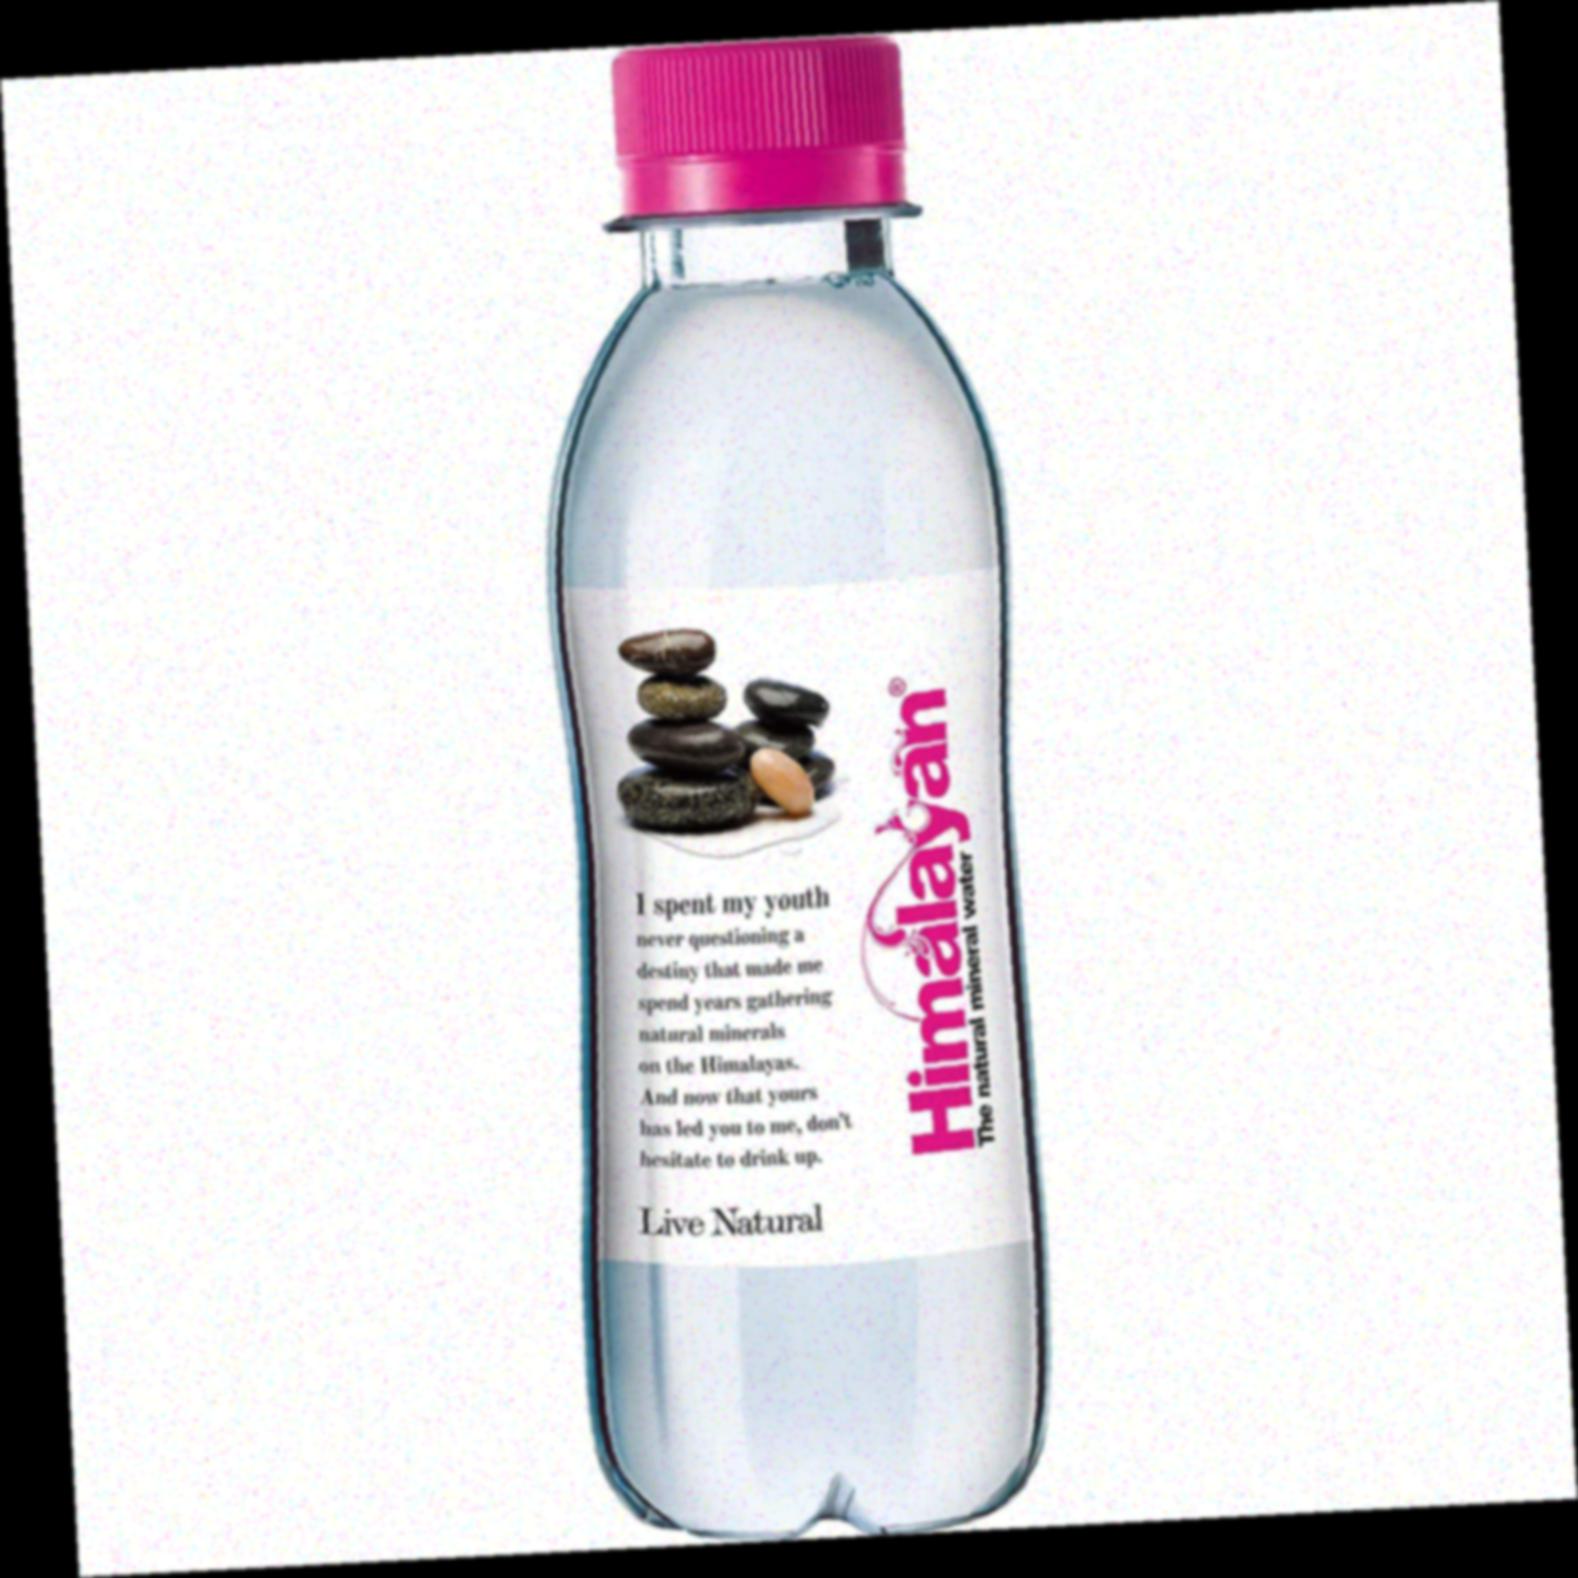 I spent my youth
never questioning a
destiny that made me
spend years gathering
natural minerals
on the Himalayas.
And now that yours
has led you to me, don't
hesitate to drink up.
Live Natural
Himalayan®
The natural mineral water